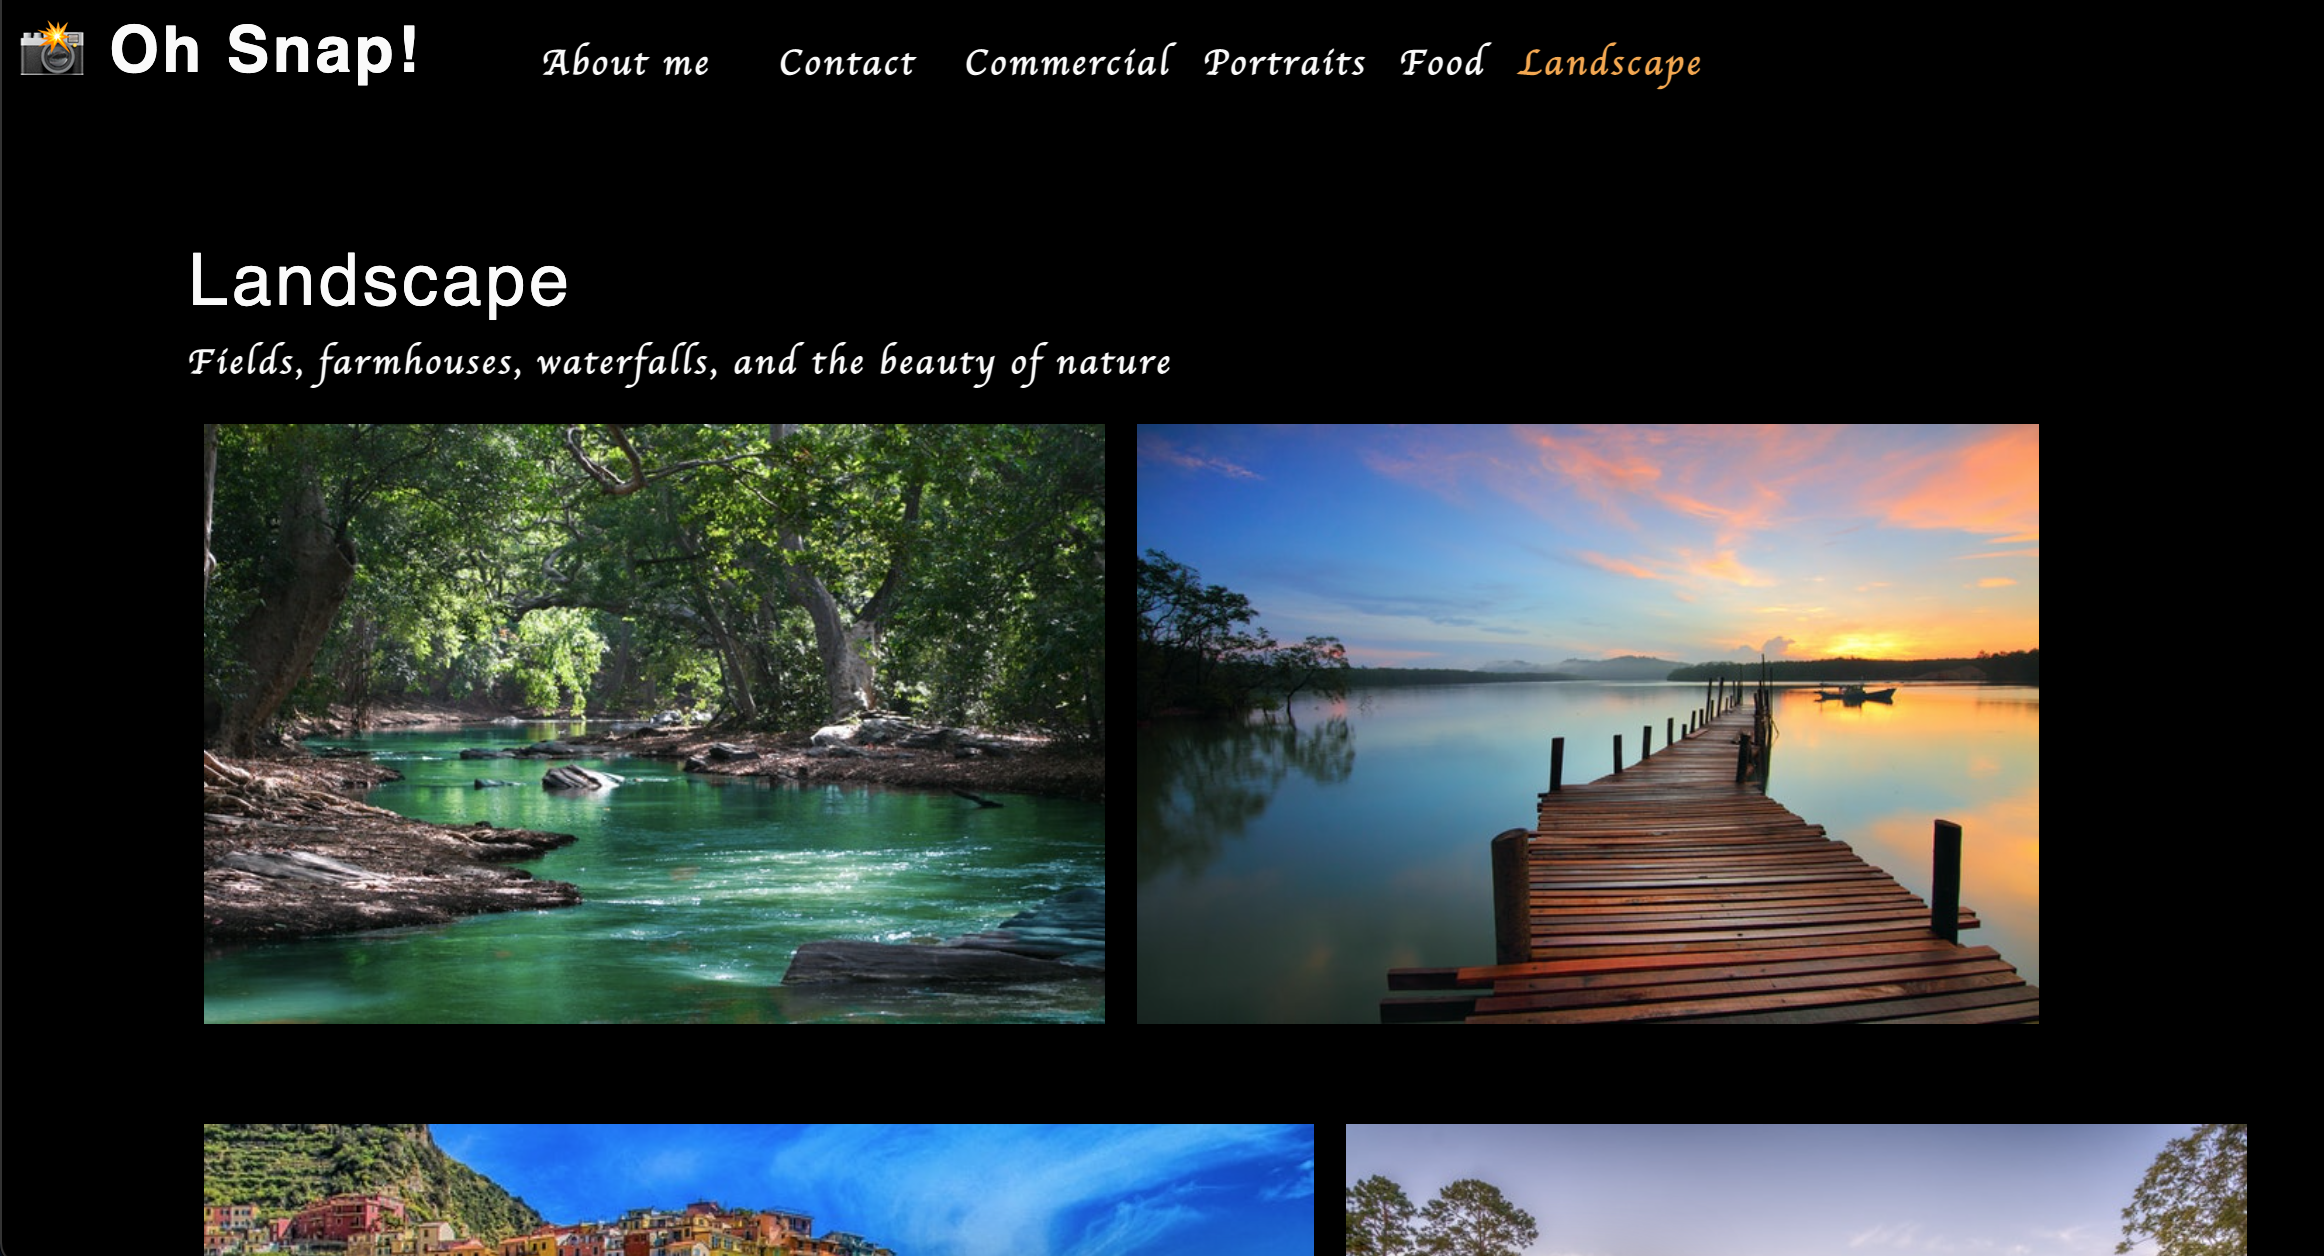 📸 Oh Snap!
About me Contact Commercial Portraits Food Landscape
Landscape
Fields, farmhouses, waterfalls, and the beauty of nature